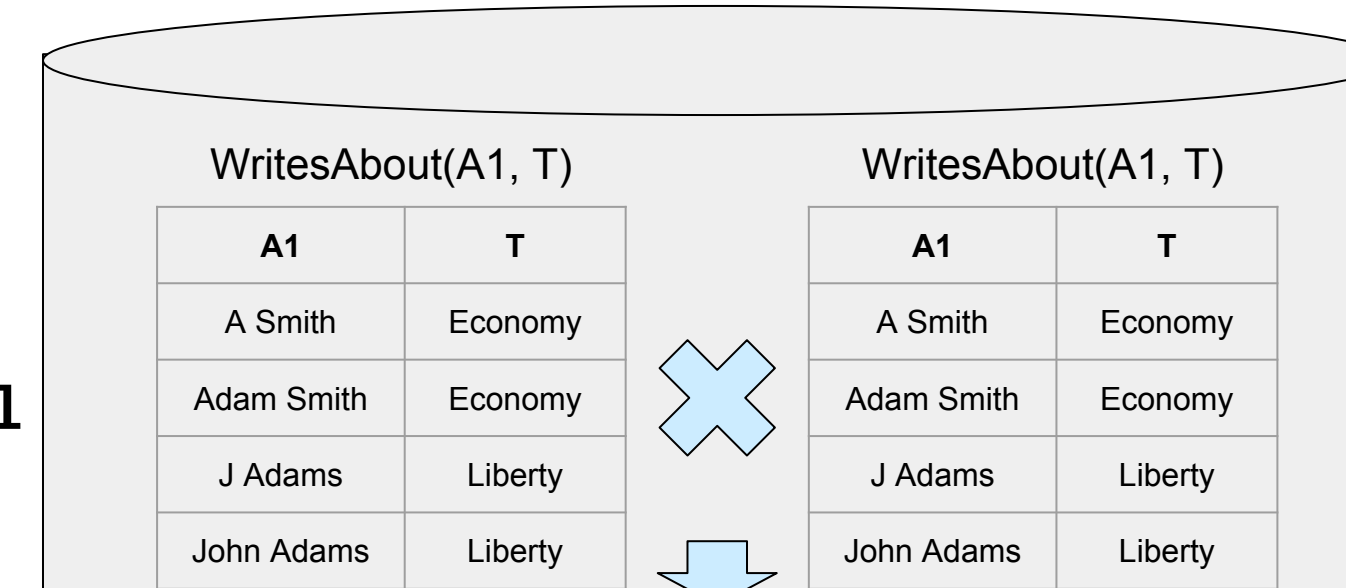 WritesAbout(A1, T) WritesAbout(A1, T)
A1 T A1 T
A Smith Economy A Smith Economy
Adam Smith Economy Adam Smith Economy
1
J Adams Liberty J Adams Liberty
John Adams Liberty John Adams Liberty